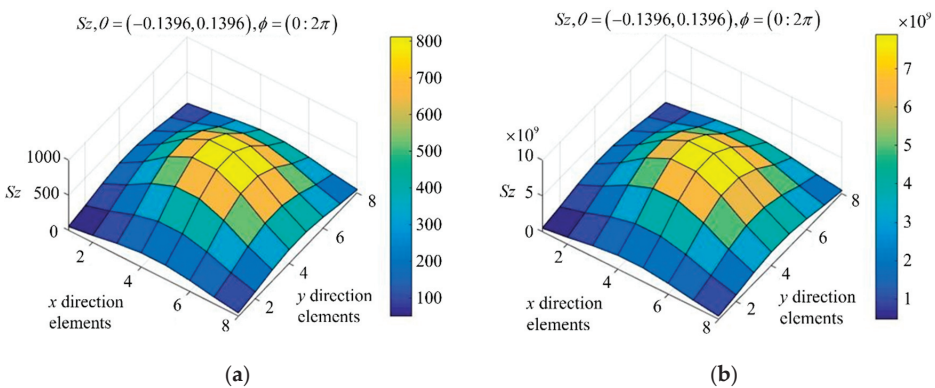 Sz, θ = (−0.1396, 0.1396), ϕ = (0 : 2π)
800
700
600
500
400
300
200
100
1000
500
0
Sz
2
4
6
8
x direction
elements
2
4
6
8
y direction
elements
(a)
Sz, θ = (−0.1396, 0.1396), ϕ = (0 : 2π)
×10⁹
7
6
5
4
3
2
1
×10⁹
10
5
0
Sz
2
4
6
8
x direction
elements
2
4
6
8
y direction
elements
(b)